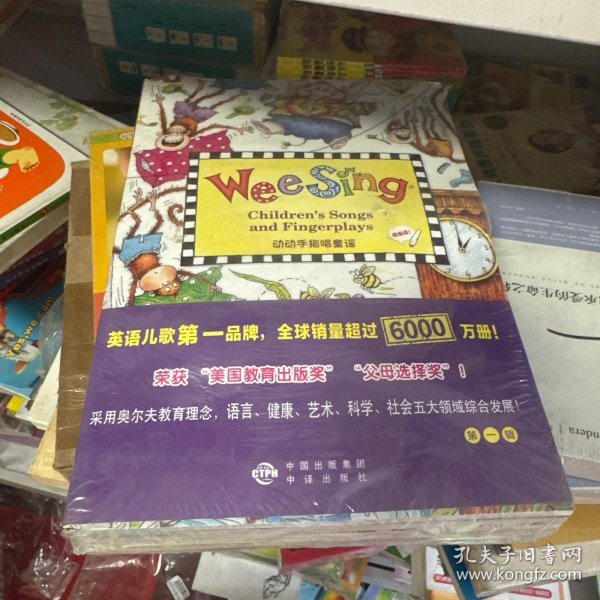 Wee Sing
Children's Songs
and Fingerplays
动动手指唱童谣
英语儿歌第一品牌，全球销量超过6000万册！
荣获“美国教育出版奖”“父母选择奖”！
采用奥尔夫教育理念，语言、健康、艺术、科学、社会五大领域综合发展！
第一辑
CTPH
中国出版集团
中译出版社
yes, we can!
孔夫子旧书网
www.kongfz.com